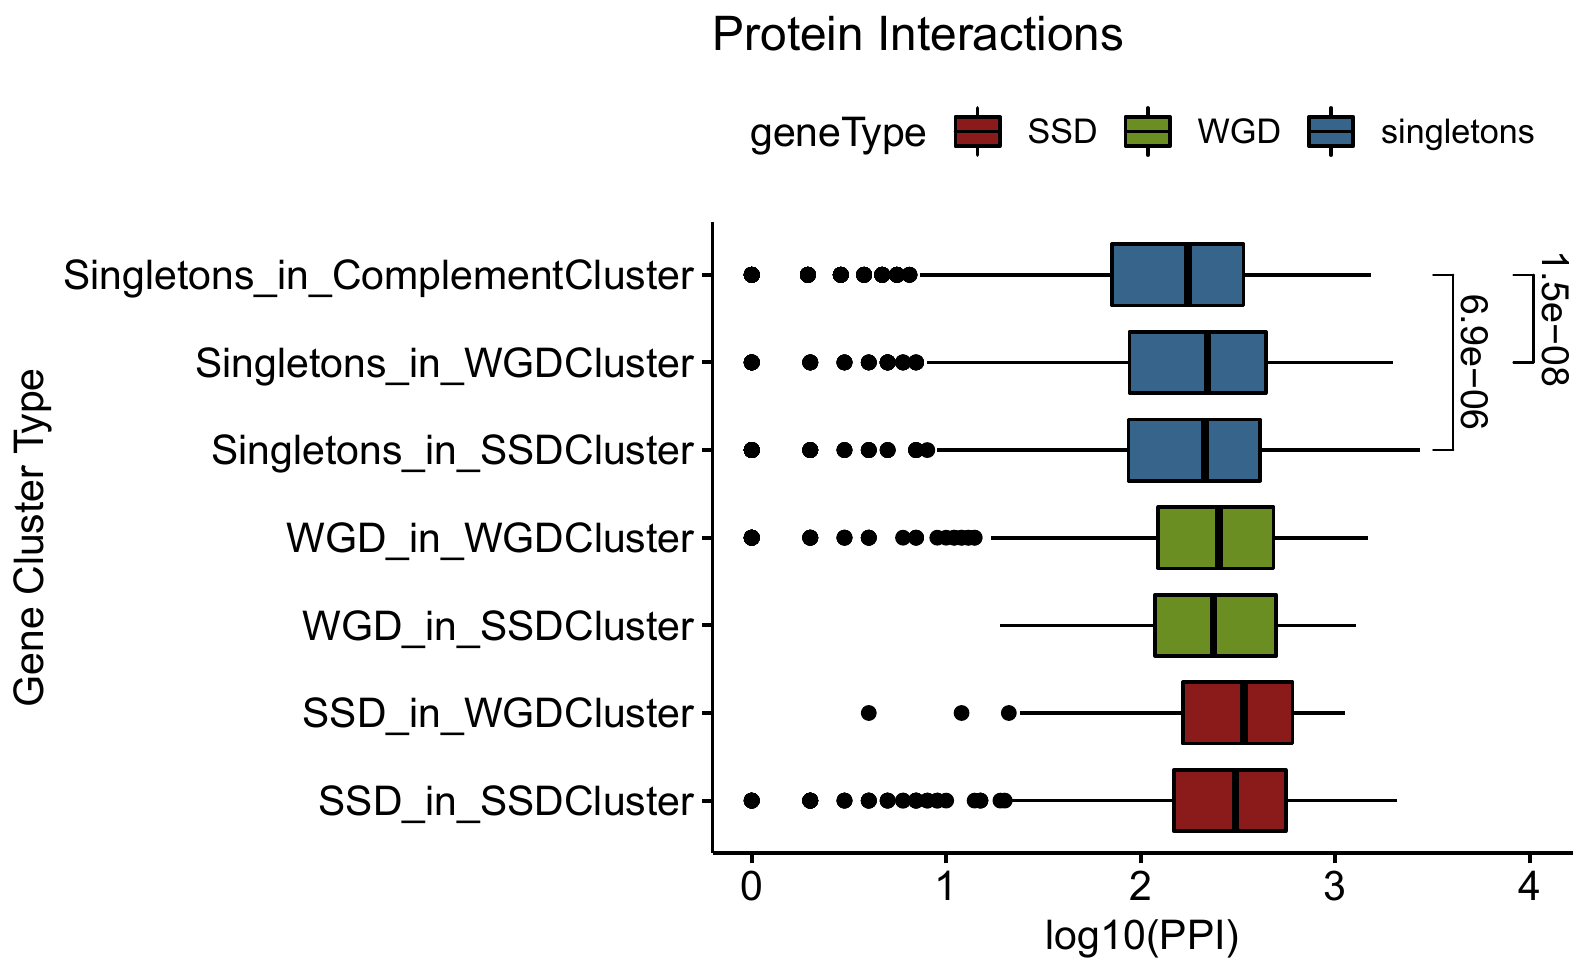 Protein Interactions
geneType SSD WGD singletons
Gene Cluster Type
Singletons_in_ComplementCluster
Singletons_in_WGDCluster
Singletons_in_SSDCluster
WGD_in_WGDCluster
WGD_in_SSDCluster
SSD_in_WGDCluster
SSD_in_SSDCluster
6.9e−06
1.5e−08
0 1 2 3 4
log10(PPI)